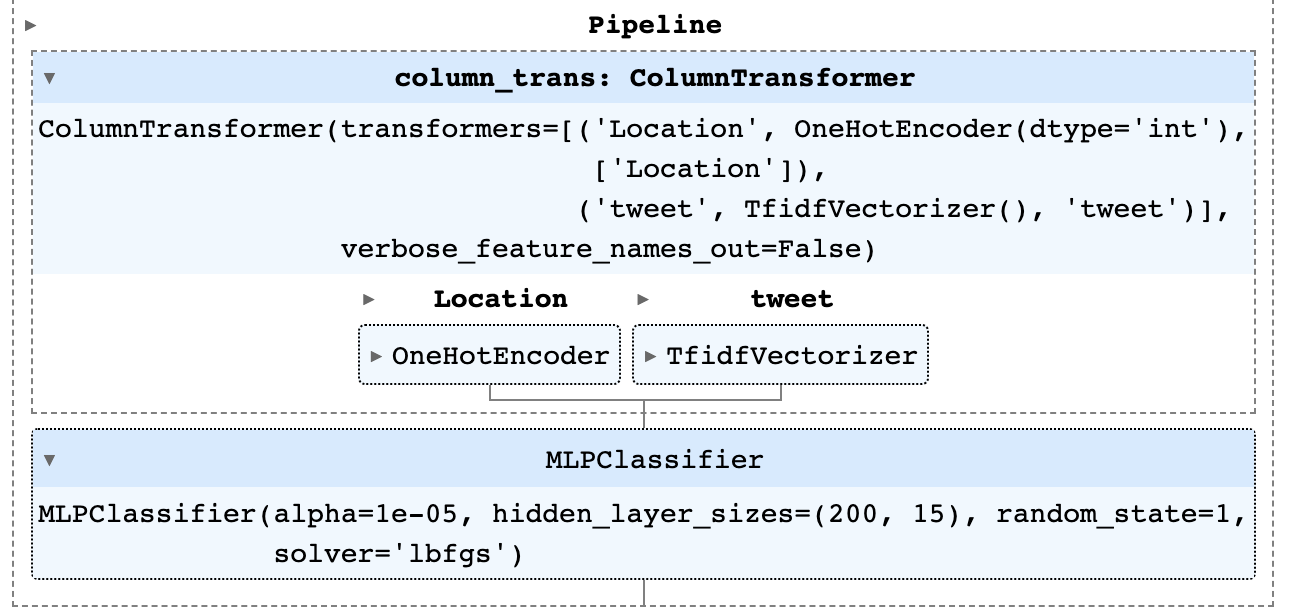 Pipeline
column_trans: ColumnTransformer
ColumnTransformer(transformers=[('Location', OneHotEncoder(dtype='int'),
['Location']),
('tweet', TfidfVectorizer(), 'tweet')],
verbose_feature_names_out=False)
Location tweet
OneHotEncoder TfidfVectorizer
MLPClassifier
MLPClassifier(alpha=1e-05, hidden_layer_sizes=(200, 15), random_state=1,
solver='lbfgs')